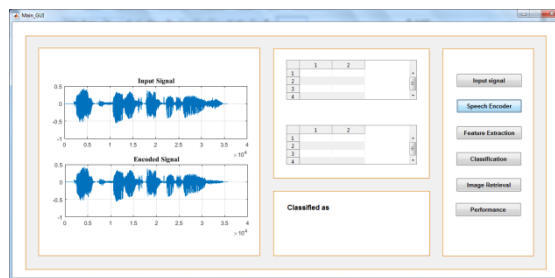 Main_GUI
Input Signal
0.5
0
-0.5
-1
0 0.5 1 1.5 2 2.5 3 3.5 4
×10⁴
Encoded Signal
0.5
0
-0.5
-1
0 0.5 1 1.5 2 2.5 3 3.5 4
×10⁴
1 2
1
2
3
4
1 2
1
2
3
4
Classified as
Input signal
Speech Encoder
Feature Extraction
Classification
Image Retrieval
Performance